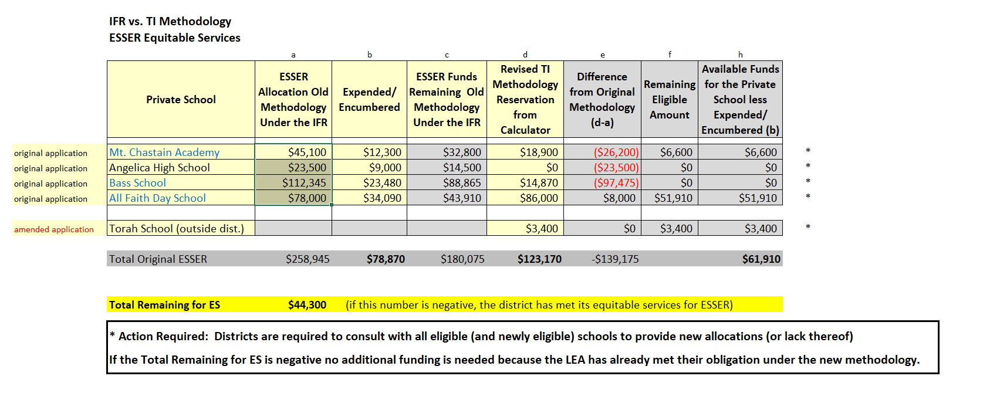 IFR vs. TI Methodology
ESSER Equitable Services
a b c d e f h
Private School
ESSER
Allocation Old
Methodology
Under the IFR
Expended/
Encumbered
ESSER Funds
Remaining Old
Methodology
Under the IFR
Revised TI
Methodology
Reservation
from
Calculator
Difference
from Original
Methodology
(d-a)
Remaining
Eligible
Amount
Available Funds
for the Private
School less
Expended/
Encumbered (b)
original application Mt. Chastain Academy $45,100 $12,300 $32,800 $18,900 ($26,200) $6,600 $6,600 *
original application Angelica High School $23,500 $9,000 $14,500 $0 ($23,500) $0 $0 *
original application Bass School $112,345 $23,480 $88,865 $14,870 ($97,475) $0 $0 *
original application All Faith Day School $78,000 $34,090 $43,910 $86,000 $8,000 $51,910 $51,910 *
amended application Torah School (outside dist.) $3,400 $0 $3,400 $3,400 *
Total Original ESSER $258,945 $78,870 $180,075 $123,170 -$139,175 $61,910
Total Remaining for ES $44,300 (if this number is negative, the district has met its equitable services for ESSER)
* Action Required: Districts are required to consult with all eligible (and newly eligible) schools to provide new allocations (or lack thereof)
If the Total Remaining for ES is negative no additional funding is needed because the LEA has already met their obligation under the new methodology.